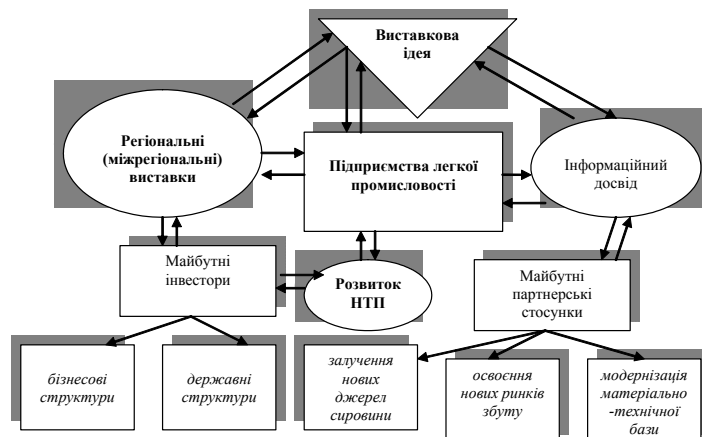 Виставкова
ідея
Регіональні
(міжрегіональні)
виставки
Підприємства легкої
промисловості
Інформаційний
досвід
Майбутні
інвестори
Розвиток
НТП
Майбутні
партнерські
стосунки
бізнесові
структури
державні
структури
залучення
нових
джерел
сировини
освоєння
нових ринків
збуту
модернізація
матеріально
-технічної
бази